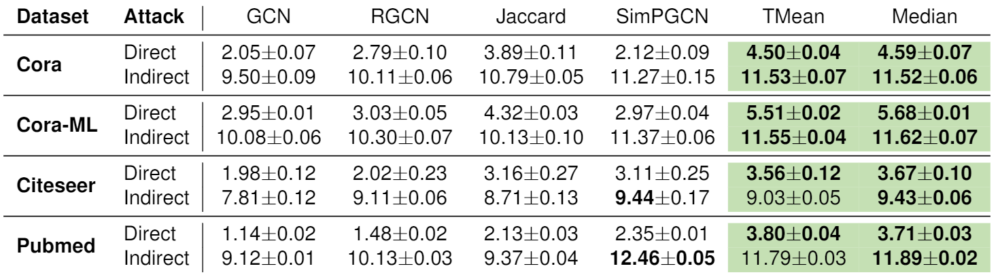 Dataset Attack GCN RGCN Jaccard SimPGCN TMean Median
Cora Direct 2.05±0.07 2.79±0.10 3.89±0.11 2.12±0.09 4.50±0.04 4.59±0.07
Indirect 9.50±0.09 10.11±0.06 10.79±0.05 11.27±0.15 11.53±0.07 11.52±0.06
Cora-ML Direct 2.95±0.01 3.03±0.05 4.32±0.03 2.97±0.04 5.51±0.02 5.68±0.01
Indirect 10.08±0.06 10.30±0.07 10.13±0.10 11.37±0.06 11.55±0.04 11.62±0.07
Citeseer Direct 1.98±0.12 2.02±0.23 3.16±0.27 3.11±0.25 3.56±0.12 3.67±0.10
Indirect 7.81±0.12 9.11±0.06 8.71±0.13 9.44±0.17 9.03±0.05 9.43±0.06
Pubmed Direct 1.14±0.02 1.48±0.02 2.13±0.03 2.35±0.01 3.80±0.04 3.71±0.03
Indirect 9.12±0.01 10.13±0.03 9.37±0.04 12.46±0.05 11.79±0.03 11.89±0.02